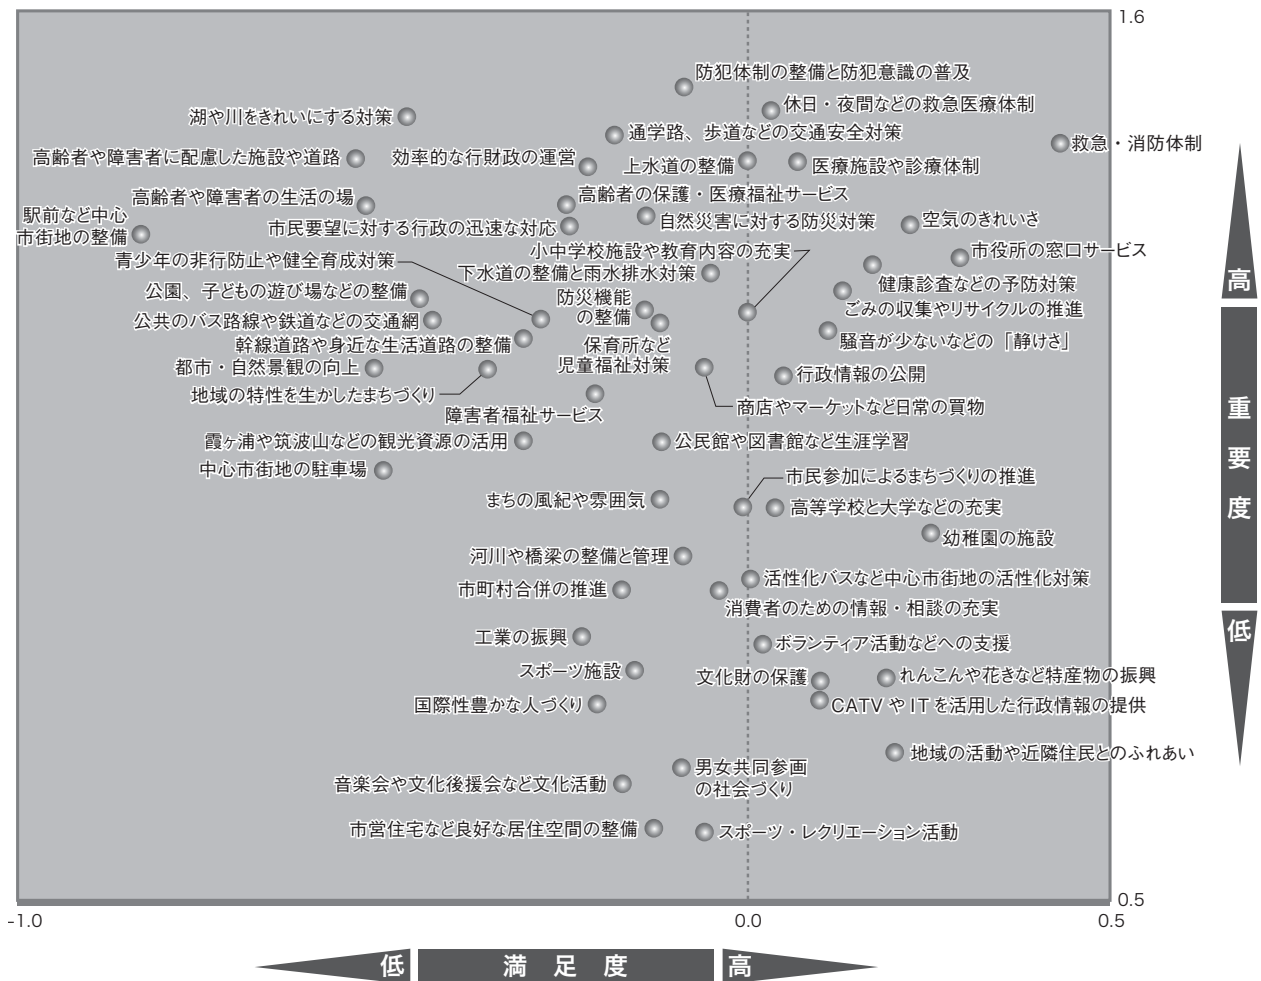 1.6
防犯体制の整備と防犯意識の普及
休日・夜間などの救急医療体制
湖や川をきれいにする対策
通学路、歩道などの交通安全対策
救急・消防体制
高齢者や障害者に配慮した施設や道路
効率的な行財政の運営
上水道の整備
医療施設や診療体制
高齢者や障害者の生活の場
高齢者の保護・医療福祉サービス
駅前など中心
市街地の整備
市民要望に対する行政の迅速な対応
自然災害に対する防災対策
空気のきれいさ
小中学校施設や教育内容の充実
市役所の窓口サービス
青少年の非行防止や健全育成対策
下水道の整備と雨水排水対策
健康診査などの予防対策
公園、子どもの遊び場などの整備
防災機能
の整備
ごみの収集やリサイクルの推進
公共のバス路線や鉄道などの交通網
幹線道路や身近な生活道路の整備
保育所など
児童福祉対策
騒音が少ないなどの「静けさ」
都市・自然景観の向上
行政情報の公開
地域の特性を生かしたまちづくり
障害者福祉サービス
商店やマーケットなど日常の買物
霞ヶ浦や筑波山などの観光資源の活用
公民館や図書館など生涯学習
中心市街地の駐車場
市民参加によるまちづくりの推進
まちの風紀や雰囲気
高等学校と大学などの充実
幼稚園の施設
河川や橋梁の整備と管理
活性化バスなど中心市街地の活性化対策
市町村合併の推進
消費者のための情報・相談の充実
工業の振興
ボランティア活動などへの支援
スポーツ施設
文化財の保護
れんこんや花きなど特産物の振興
国際性豊かな人づくり
CATVやITを活用した行政情報の提供
地域の活動や近隣住民とのふれあい
男女共同参画
の社会づくり
音楽会や文化後援会など文化活動
市営住宅など良好な居住空間の整備
スポーツ・レクリエーション活動
0.5
-1.0
0.0
0.5
低
満足度
高
高
重
要
度
低